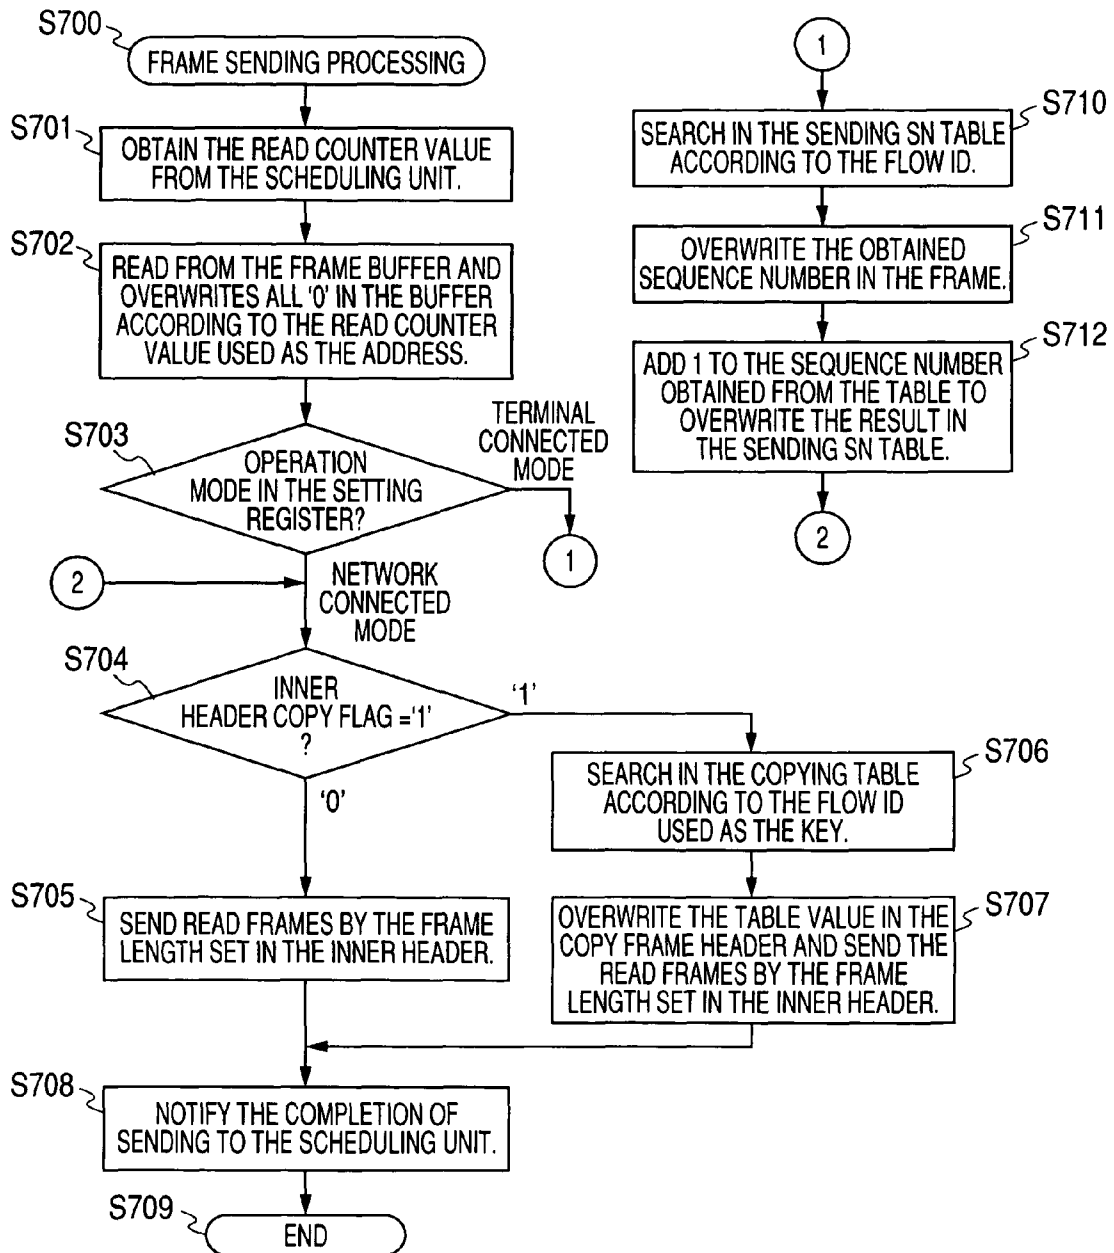 S700
FRAME SENDING PROCESSING
S701
OBTAIN THE READ COUNTER VALUE
FROM THE SCHEDULING UNIT.
S702
READ FROM THE FRAME BUFFER AND
OVERWRITES ALL '0' IN THE BUFFER
ACCORDING TO THE READ COUNTER
VALUE USED AS THE ADDRESS.
S703
OPERATION
MODE IN THE SETTING
REGISTER?
TERMINAL
CONNECTED
MODE
1
2
NETWORK
CONNECTED
MODE
S704
INNER
HEADER COPY FLAG ='1'
?
'1'
'0'
S705
SEND READ FRAMES BY THE FRAME
LENGTH SET IN THE INNER HEADER.
S706
SEARCH IN THE COPYING TABLE
ACCORDING TO THE FLOW ID
USED AS THE KEY.
S707
OVERWRITE THE TABLE VALUE IN THE
COPY FRAME HEADER AND SEND THE
READ FRAMES BY THE FRAME
LENGTH SET IN THE INNER HEADER.
S708
NOTIFY THE COMPLETION OF
SENDING TO THE SCHEDULING UNIT.
S709
END
1
S710
SEARCH IN THE SENDING SN TABLE
ACCORDING TO THE FLOW ID.
S711
OVERWRITE THE OBTAINED
SEQUENCE NUMBER IN THE FRAME.
S712
ADD 1 TO THE SEQUENCE NUMBER
OBTAINED FROM THE TABLE TO
OVERWRITE THE RESULT IN
THE SENDING SN TABLE.
2